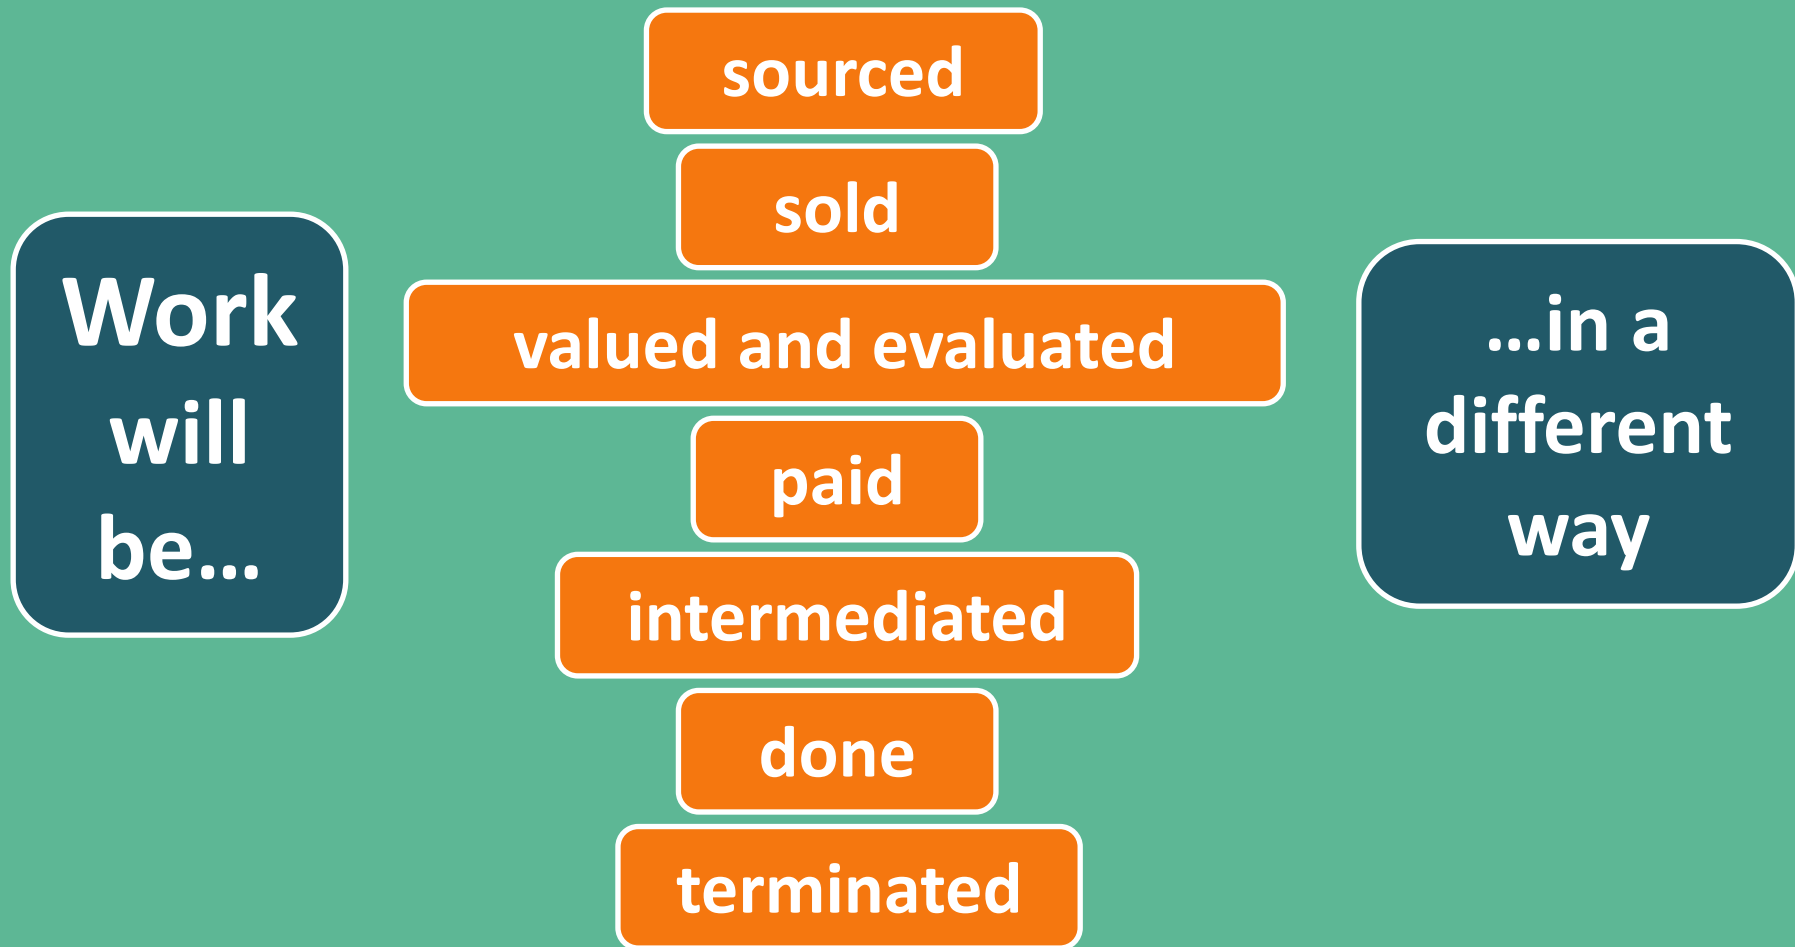 Work
will
be...
sourced
sold
valued and evaluated
paid
intermediated
done
terminated
...in a
different
way